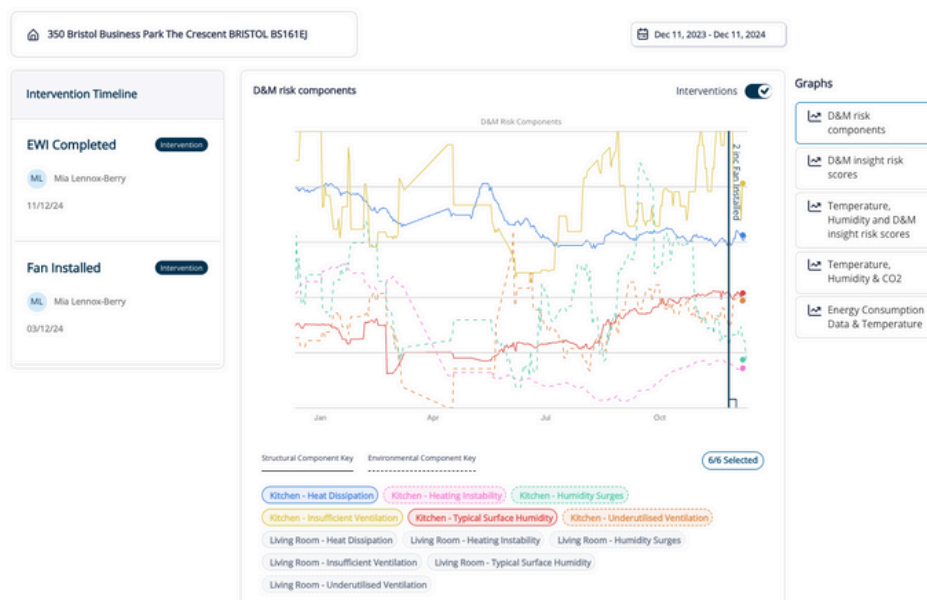 350 Bristol Business Park The Crescent BRISTOL BS161EJ
Dec 11, 2023 - Dec 11, 2024
Intervention Timeline
EWI Completed
Intervention
ML
Mia Lennox-Berry
11/12/24
Fan Installed
Intervention
ML
Mia Lennox-Berry
03/12/24
D&M risk components
Interventions
D&M Risk Components
2 inc Fan Installed
Jan
Apr
Jul
Oct
Structural Component Key
Environmental Component Key
6/6 Selected
Kitchen - Heat Dissipation
Kitchen - Heating Instability
Kitchen - Humidity Surges
Kitchen - Insufficient Ventilation
Kitchen - Typical Surface Humidity
Kitchen - Underutilised Ventilation
Living Room - Heat Dissipation
Living Room - Heating Instability
Living Room - Humidity Surges
Living Room - Insufficient Ventilation
Living Room - Typical Surface Humidity
Living Room - Underutilised Ventilation
Graphs
D&M risk
components
D&M insight risk
scores
Temperature,
Humidity and D&M
insight risk scores
Temperature,
Humidity & CO2
Energy Consumption
Data & Temperature